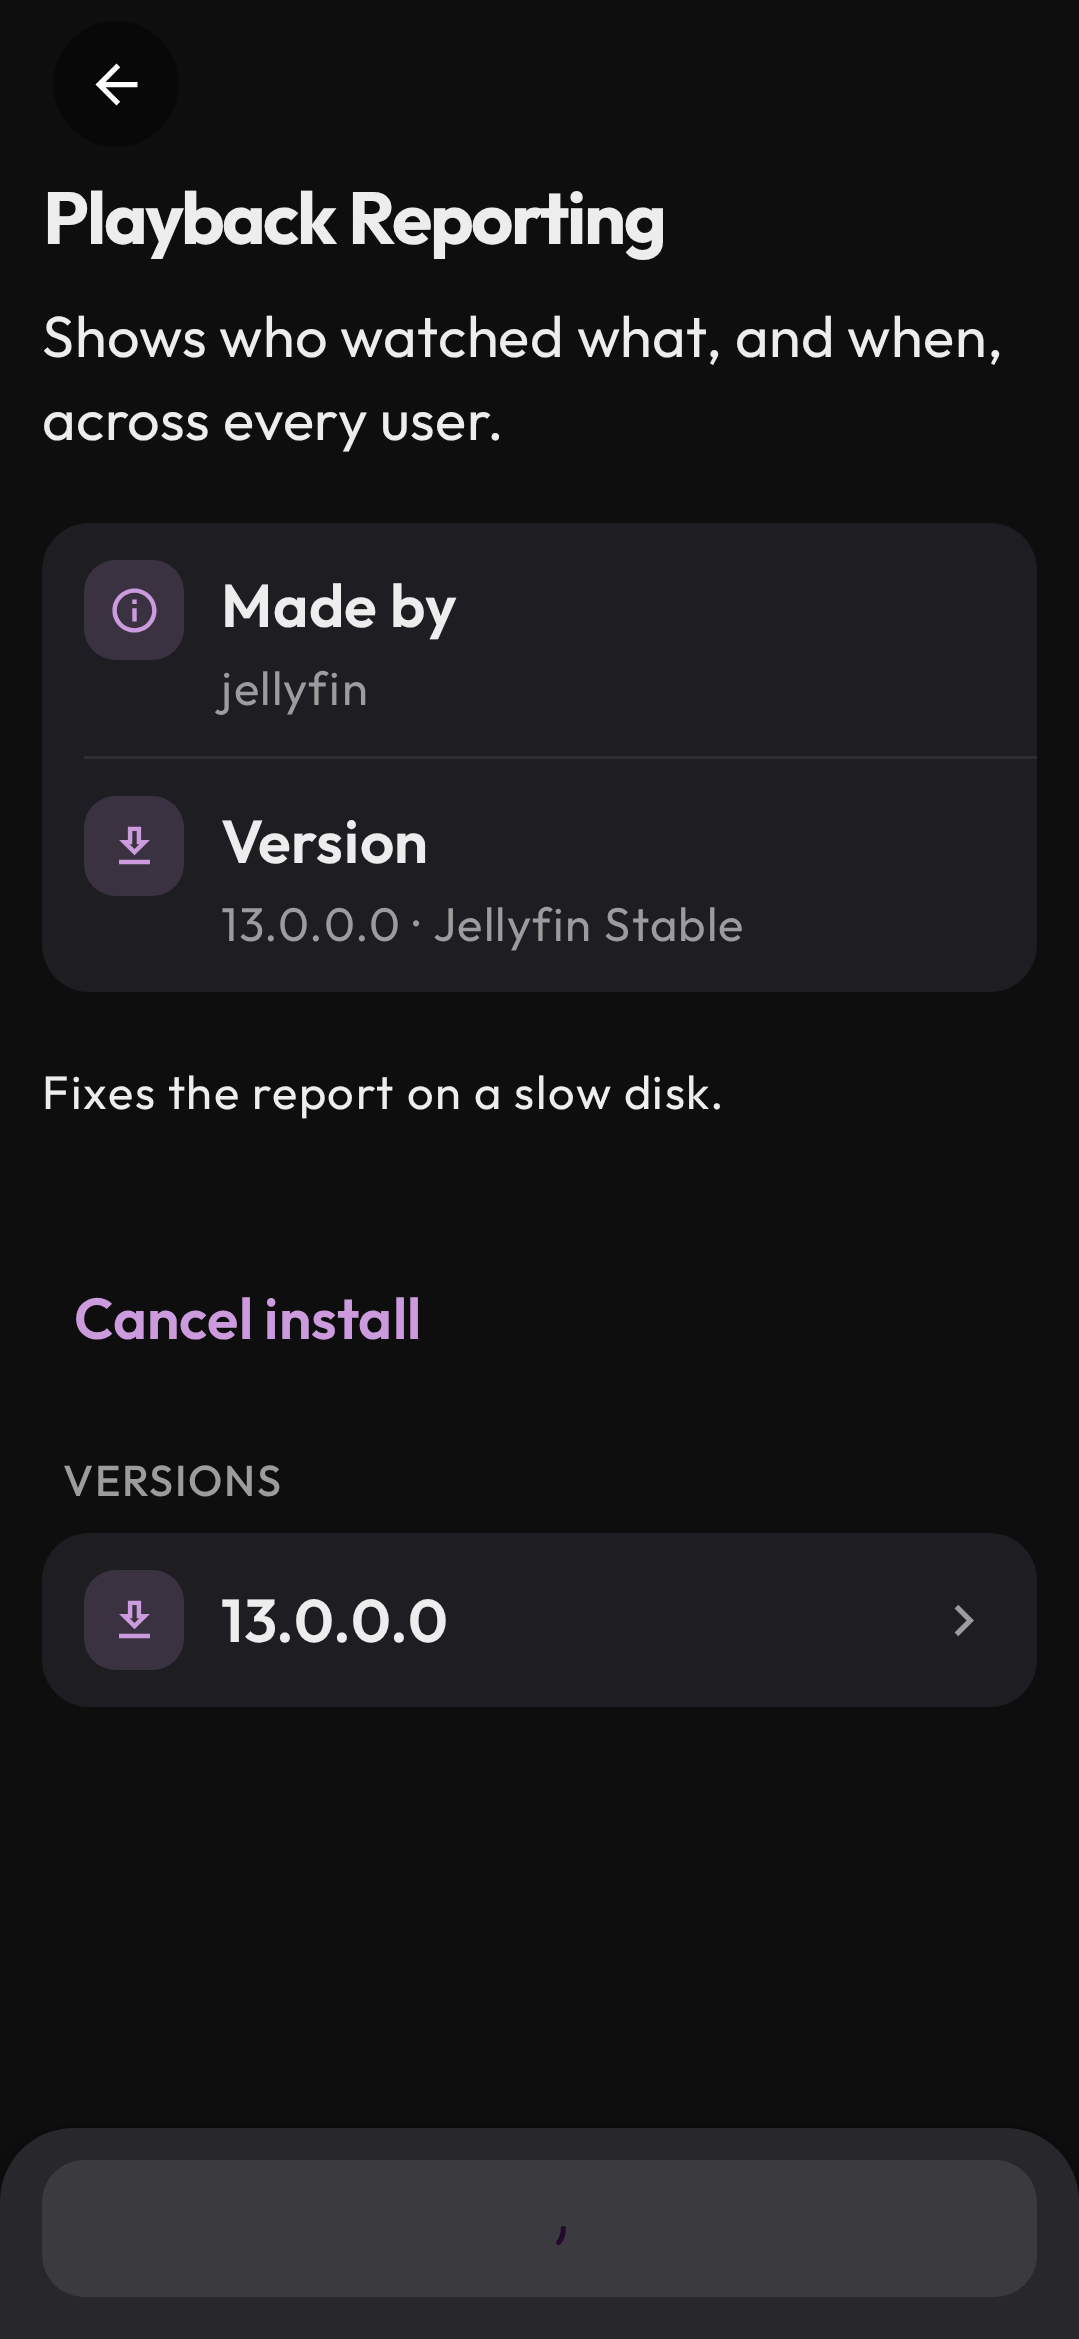 Playback Reporting
Shows who watched what, and when,
across every user.
Made by
jellyfin
Version
13.0.0.0 · Jellyfin Stable
Fixes the report on a slow disk.
Cancel install
VERSIONS
13.0.0.0